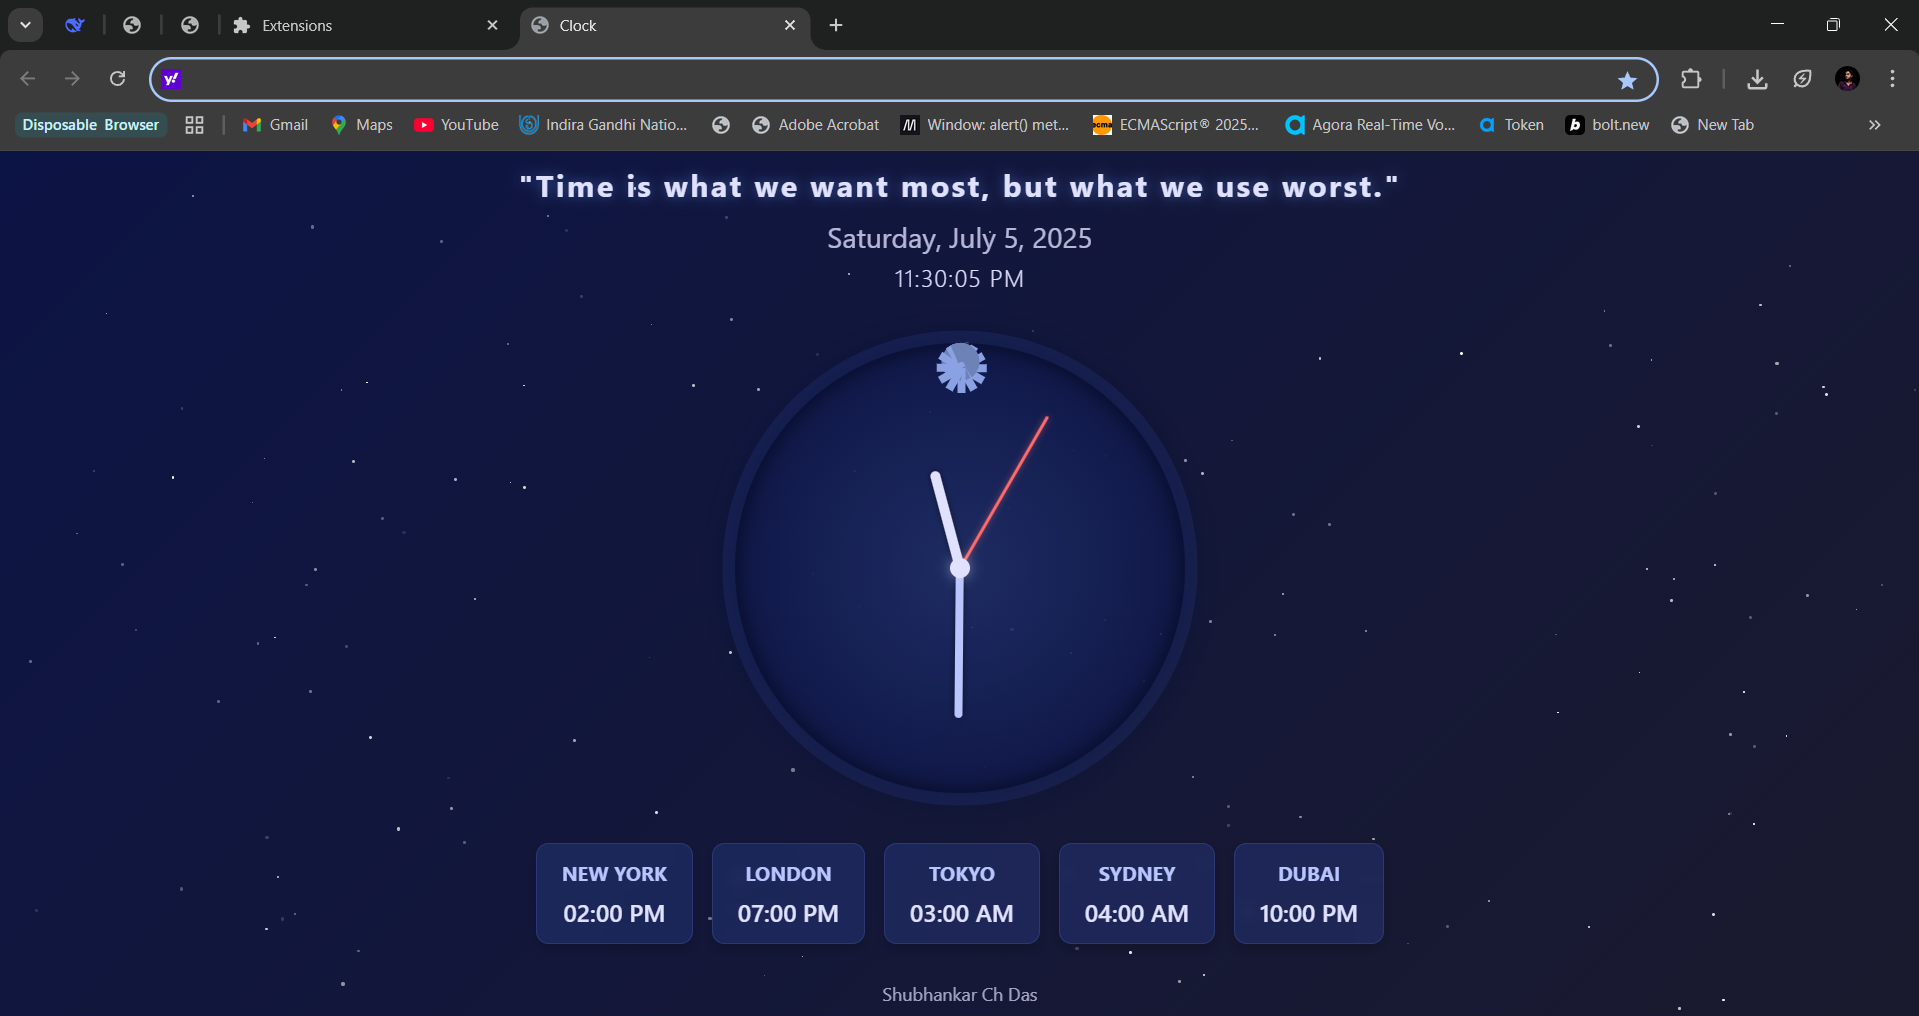 Extensions
Clock
y!
Disposable Browser
Gmail
Maps
YouTube
Indira Gandhi Natio...
Adobe Acrobat
Window: alert() met...
ecma
ECMAScript® 2025...
Agora Real-Time Vo...
Token
b
bolt.new
New Tab
"Time is what we want most, but what we use worst."
Saturday, July 5, 2025
11:30:05 PM
NEW YORK
02:00 PM
LONDON
07:00 PM
TOKYO
03:00 AM
SYDNEY
04:00 AM
DUBAI
10:00 PM
Shubhankar Ch Das